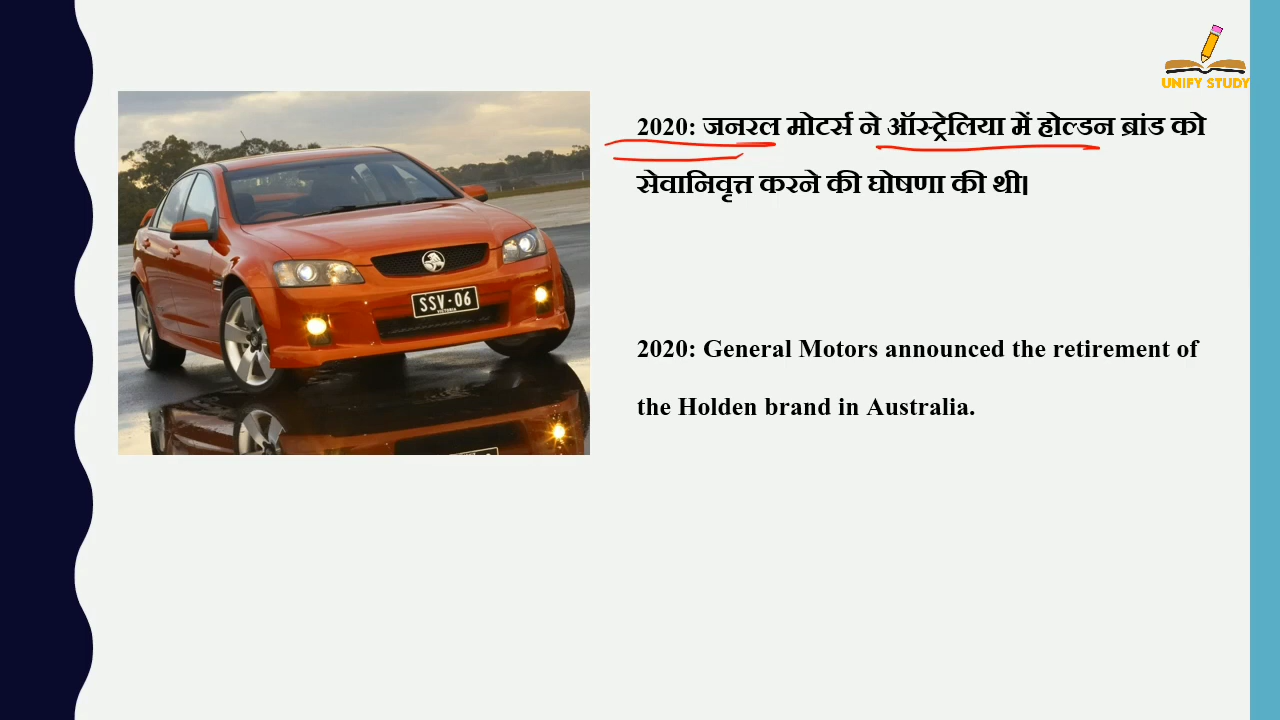 UNIFY STUDY
2020: जनरल मोटर्स ने ऑस्ट्रेलिया में होल्डन ब्रांड को
सेवानिवृत्त करने की घोषणा की थी।
SSV·06
VICTORIA
2020: General Motors announced the retirement of
the Holden brand in Australia.